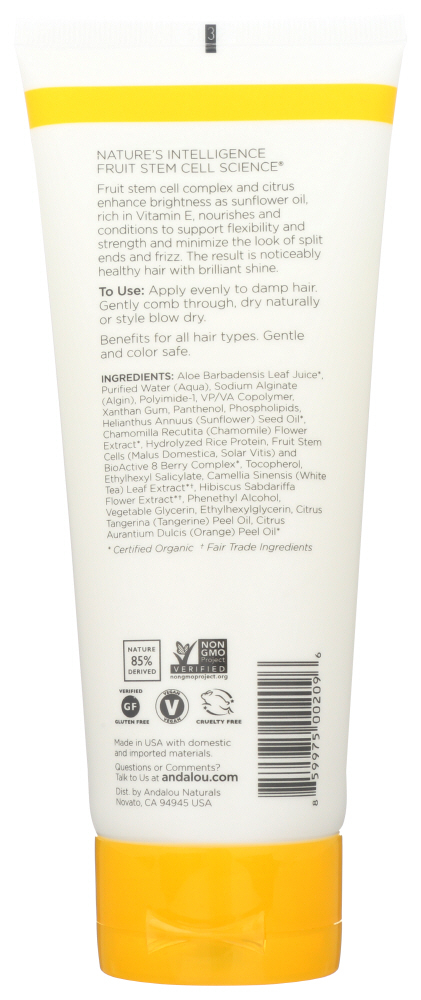 3
NATURE'S INTELLIGENCE
FRUIT STEM CELL SCIENCE®
Fruit stem cell complex and citrus
enhance brightness as sunflower oil,
rich in Vitamin E, nourishes and
conditions to support flexibility and
strength and minimize the look of split
ends and frizz. The result is noticeably
healthy hair with brilliant shine.
To Use: Apply evenly to damp hair.
Gently comb through, dry naturally
or style blow dry.
Benefits for all hair types. Gentle
and color safe.
INGREDIENTS: Aloe Barbadensis Leaf Juice*,
Purified Water (Aqua), Sodium Alginate
(Algin), Polyimide-1, VP/VA Copolymer,
Xanthan Gum, Panthenol, Phospholipids,
Helianthus Annuus (Sunflower) Seed Oil*,
Chamomilla Recutita (Chamomile) Flower
Extract*, Hydrolyzed Rice Protein, Fruit Stem
Cells (Malus Domestica, Solar Vitis) and
BioActive 8 Berry Complex*, Tocopherol,
Ethylhexyl Salicylate, Camellia Sinensis (White
Tea) Leaf Extract*†, Hibiscus Sabdariffa
Flower Extract*†, Phenethyl Alcohol,
Vegetable Glycerin, Ethylhexylglycerin, Citrus
Tangerina (Tangerine) Peel Oil, Citrus
Aurantium Dulcis (Orange) Peel Oil*
* Certified Organic † Fair Trade Ingredients
NATURE
85%
DERIVED
NON
GMO
Project
VERIFIED
nongmoproject.org
VERIFIED
GF
GLUTEN FREE
VEGAN
V
VEGAN
CRUELTY FREE
Made in USA with domestic
and imported materials.
Questions or Comments?
Talk to Us at andalou.com
Dist. by Andalou Naturals
Novato, CA 94945 USA
8 59975 00209 6